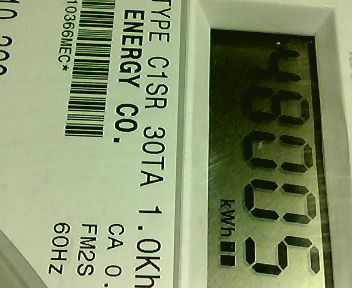 48005
kWh
TYPE C1SR 30TA 1.0Kh
ENERGY CO.
CA 0.
FM2S
10366MEC*
60Hz